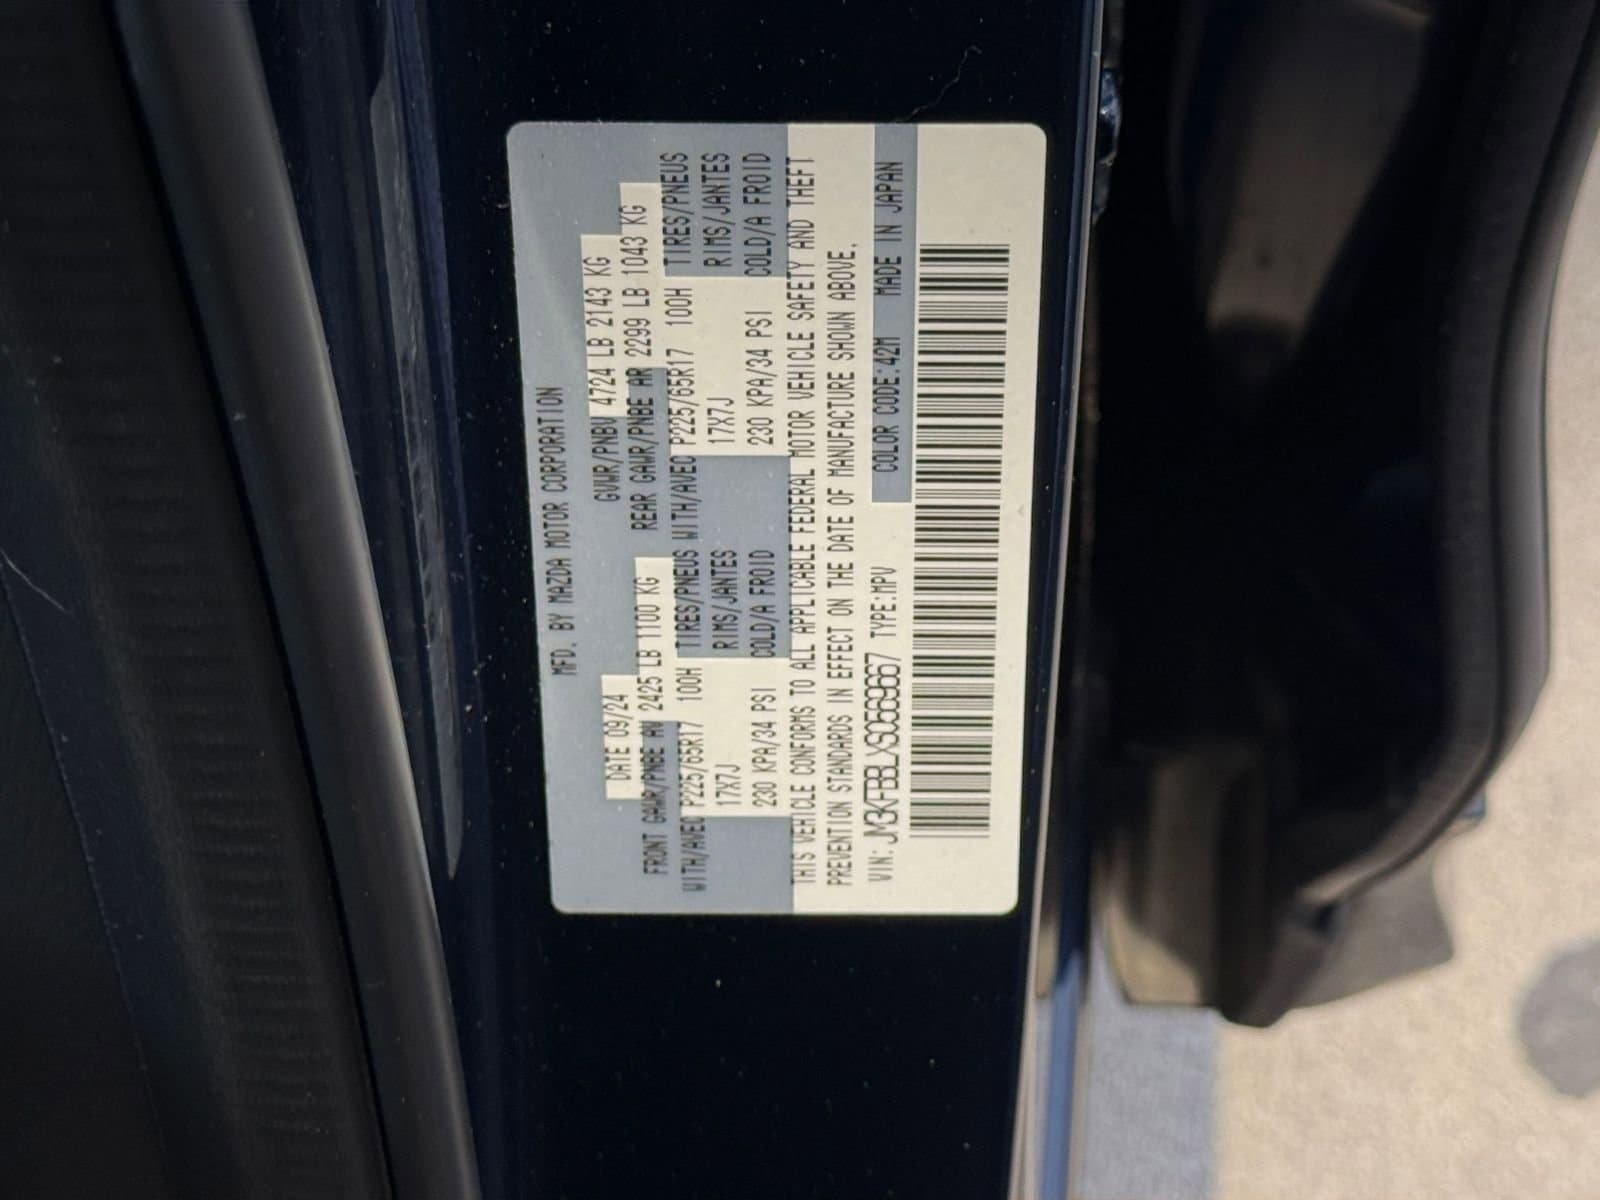 MFD. BY MAZDA MOTOR CORPORATION
DATE 09/24 GVWR/PNBV 4724 LB 2143 KG
FRONT GAWR/PNBE AV 2425 LB 1100 KG REAR GAWR/PNBE AR 2299 LB 1043 KG
WITH/AVEC P225/65R17 100H TIRES/PNEUS WITH/AVEC P225/65R17 100H TIRES/PNEUS
17X7J RIMS/JANTES 17X7J RIMS/JANTES
230 KPA/34 PSI COLD/A FROID 230 KPA/34 PSI COLD/A FROID
THIS VEHICLE CONFORMS TO ALL APPLICABLE FEDERAL MOTOR VEHICLE SAFETY AND THEFT
PREVENTION STANDARDS IN EFFECT ON THE DATE OF MANUFACTURE SHOWN ABOVE.
VIN: JM3KFBBLXS0569667 TYPE:MPV COLOR CODE:42M MADE IN JAPAN